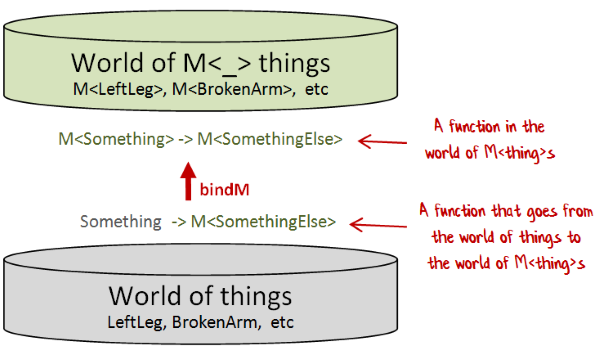 World of M<_> things
M<LeftLeg>, M<BrokenArm>, etc
M<Something> -> M<SomethingElse>
A function in the
world of M<thing>s
bindM
Something -> M<SomethingElse>
A function that goes from
the world of things to
the world of M<thing>s
World of things
LeftLeg, BrokenArm, etc